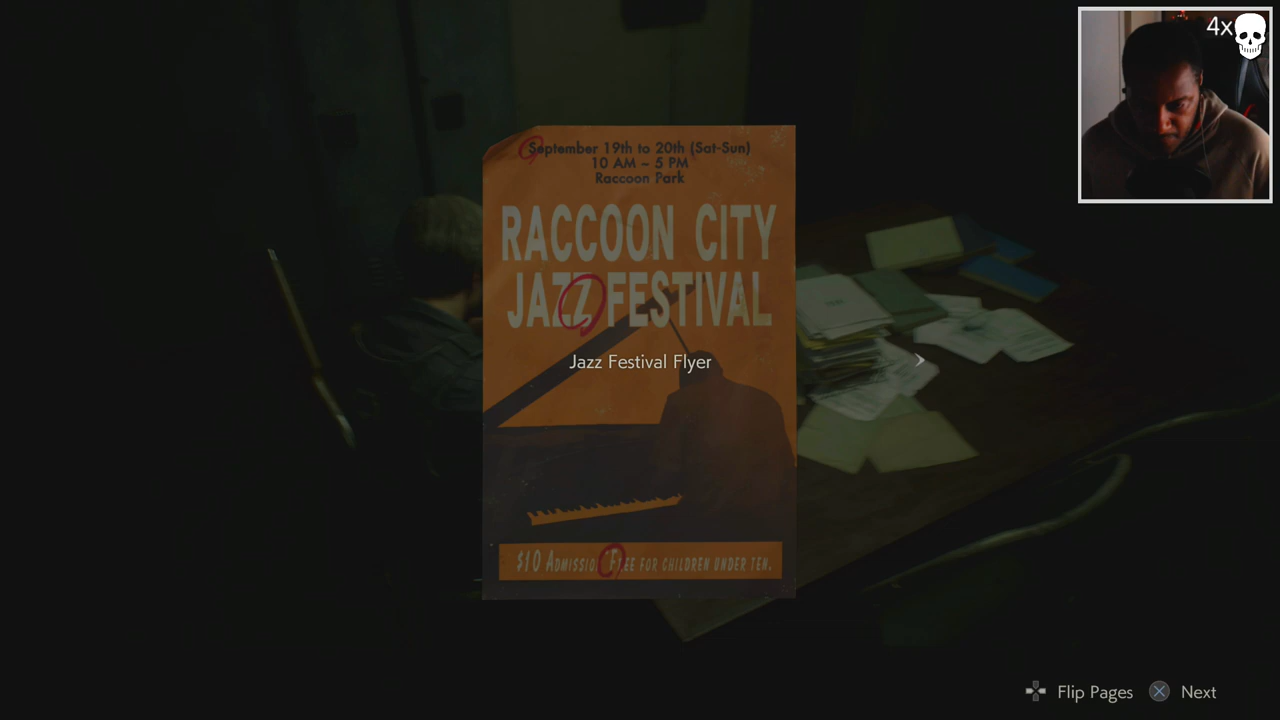 4x
September 19th to 20th (Sat-Sun)
10 AM – 5 PM
Raccoon Park
RACCOON CITY
JAZZ FESTIVAL
Jazz Festival Flyer
$10 Admission Free for children under ten.
Flip Pages
Next